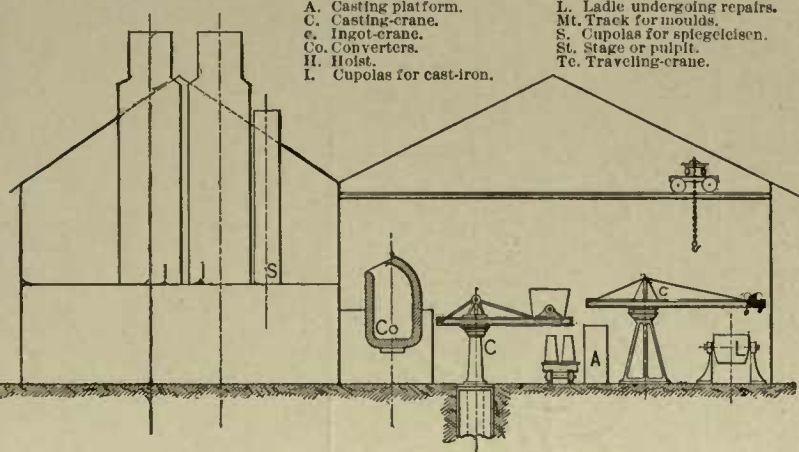 A. Casting platform.
C. Casting-crane.
c. Ingot-crane.
Co. Converters.
H. Hoist.
I. Cupolas for cast-iron.
L. Ladle undergoing repairs.
Mt. Track for moulds.
S. Cupolas for spiegeleisen.
St. Stage or pulpit.
Tc. Traveling-crane.
S
Co
C
A
c
L